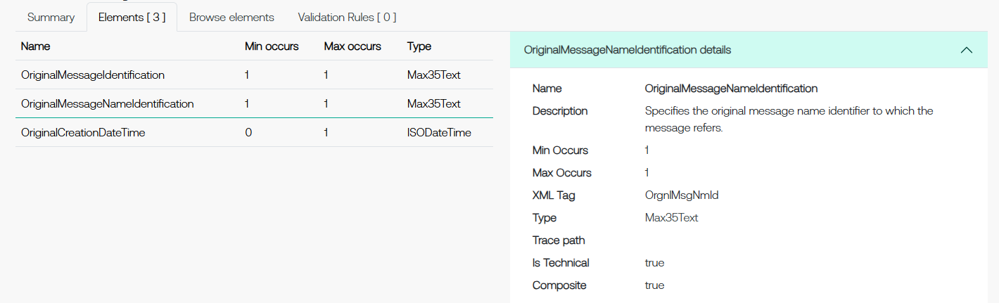 Summary
Elements [ 3 ]
Browse elements
Validation Rules [ 0 ]
Name Min occurs Max occurs Type
OriginalMessageIdentification 1 1 Max35Text
OriginalMessageNameIdentification 1 1 Max35Text
OriginalCreationDateTime 0 1 ISODateTime
OriginalMessageNameIdentification details
Name OriginalMessageNameIdentification
Description Specifies the original message name identifier to which the
message refers.
Min Occurs 1
Max Occurs 1
XML Tag OrgnlMsgNmId
Type Max35Text
Trace path
Is Technical true
Composite true